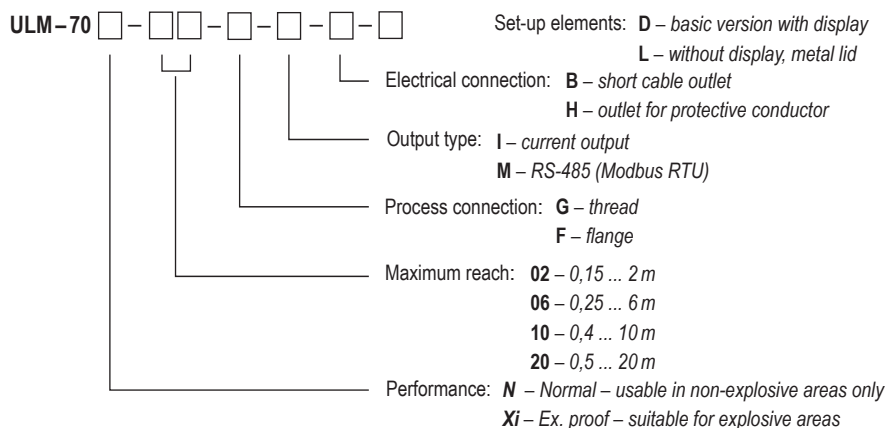 ULM–70 – – – – – Set-up elements: D – basic version with display
L – without display, metal lid
Electrical connection: B – short cable outlet
H – outlet for protective conductor
Output type: I – current output
M – RS-485 (Modbus RTU)
Process connection: G – thread
F – flange
Maximum reach: 02 – 0,15 ... 2 m
06 – 0,25 ... 6 m
10 – 0,4 ... 10 m
20 – 0,5 ... 20 m
Performance: N – Normal – usable in non-explosive areas only
Xi – Ex. proof – suitable for explosive areas